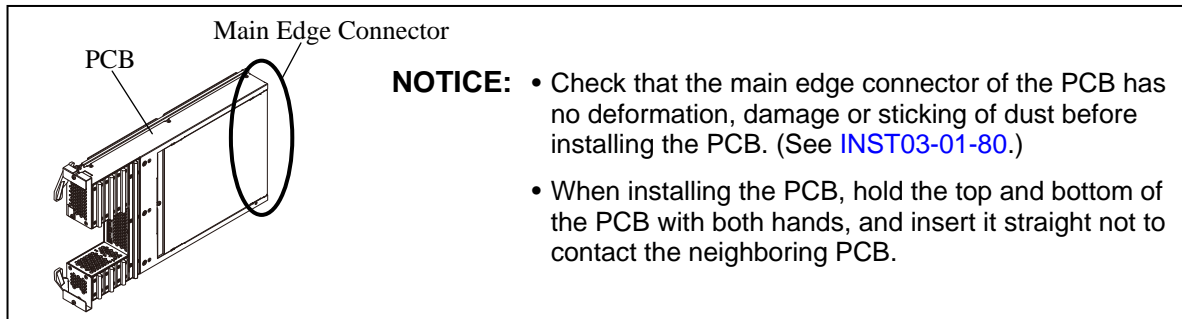 Main Edge Connector
PCB
NOTICE: • Check that the main edge connector of the PCB has
no deformation, damage or sticking of dust before
installing the PCB. (See INST03-01-80.)
• When installing the PCB, hold the top and bottom of
the PCB with both hands, and insert it straight not to
contact the neighboring PCB.